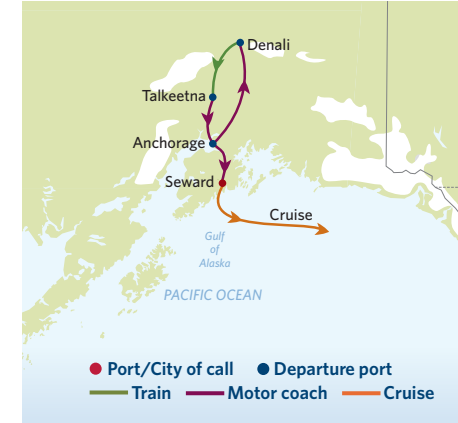 Denali
Talkeetna
Anchorage
Seward
Cruise
Gulf
of
Alaska
PACIFIC OCEAN
Port/City of call Departure port
Train Motor coach Cruise